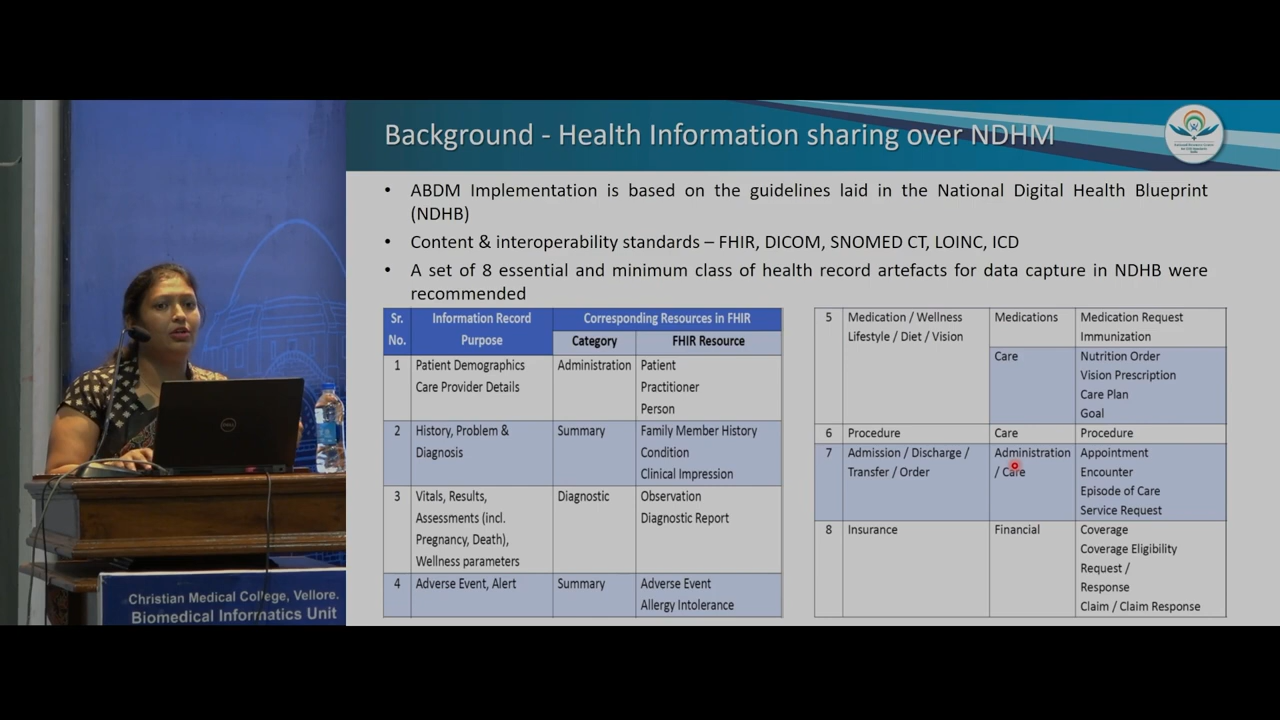 Background - Health Information sharing over NDHM
• ABDM Implementation is based on the guidelines laid in the National Digital Health Blueprint
(NDHB)
• Content & interoperability standards – FHIR, DICOM, SNOMED CT, LOINC, ICD
• A set of 8 essential and minimum class of health record artefacts for data capture in NDHB were
recommended
Sr. No. Information Record Purpose Corresponding Resources in FHIR
Category FHIR Resource
1 Patient Demographics Administration Patient
Care Provider Details Practitioner
Person
2 History, Problem & Summary Family Member History
Diagnosis Condition
Clinical Impression
3 Vitals, Results, Diagnostic Observation
Assessments (incl. Diagnostic Report
Pregnancy, Death),
Wellness parameters
4 Adverse Event, Alert Summary Adverse Event
Allergy Intolerance
5 Medication / Wellness Medications Medication Request
Lifestyle / Diet / Vision Immunization
Care Nutrition Order
Vision Prescription
Care Plan
Goal
6 Procedure Care Procedure
7 Admission / Discharge / Administration Appointment
Transfer / Order / Care Encounter
Episode of Care
Service Request
8 Insurance Financial Coverage
Coverage Eligibility
Request /
Response
Claim / Claim Response
Christian Medical College, Vellore.
Biomedical Informatics Unit
DELL